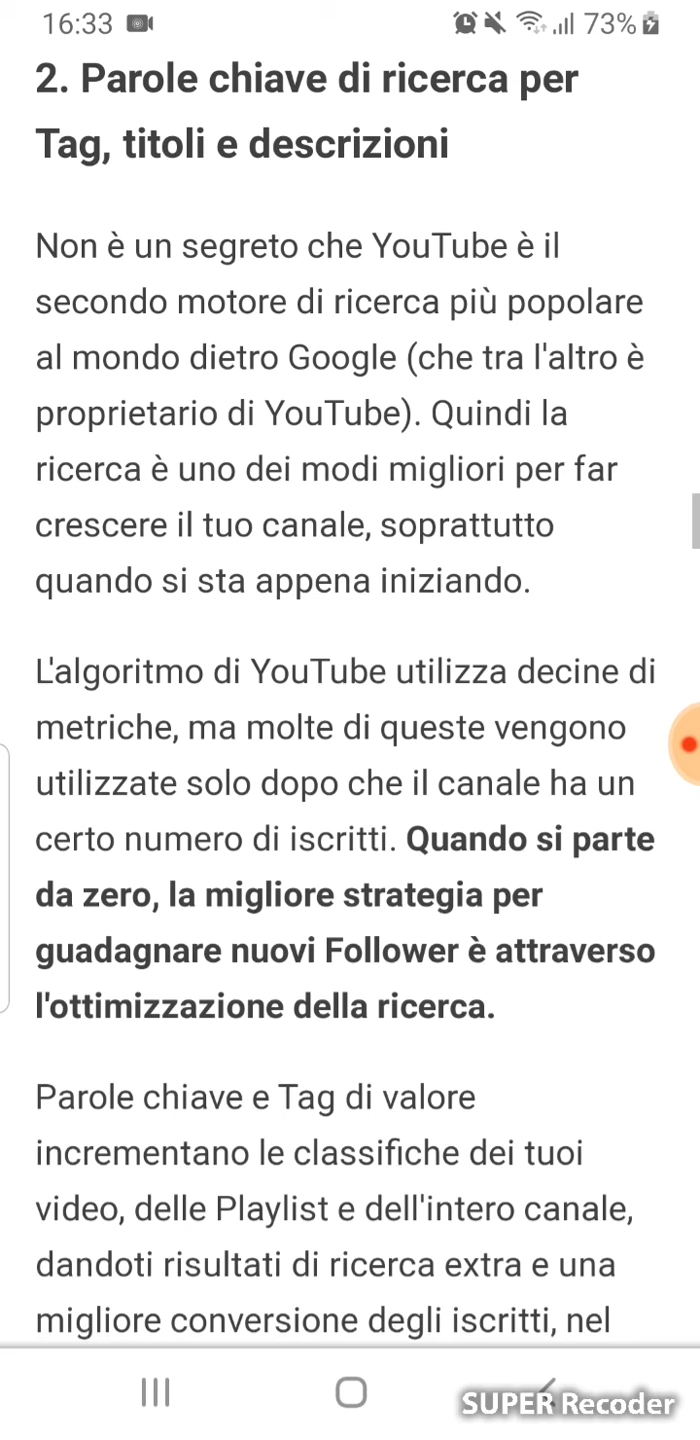 16:33
73%
2. Parole chiave di ricerca per
Tag, titoli e descrizioni
Non è un segreto che YouTube è il
secondo motore di ricerca più popolare
al mondo dietro Google (che tra l'altro è
proprietario di YouTube). Quindi la
ricerca è uno dei modi migliori per far
crescere il tuo canale, soprattutto
quando si sta appena iniziando.
L'algoritmo di YouTube utilizza decine di
metriche, ma molte di queste vengono
utilizzate solo dopo che il canale ha un
certo numero di iscritti. Quando si parte
da zero, la migliore strategia per
guadagnare nuovi Follower è attraverso
l'ottimizzazione della ricerca.
Parole chiave e Tag di valore
incrementano le classifiche dei tuoi
video, delle Playlist e dell'intero canale,
dandoti risultati di ricerca extra e una
migliore conversione degli iscritti, nel
SUPER Recoder